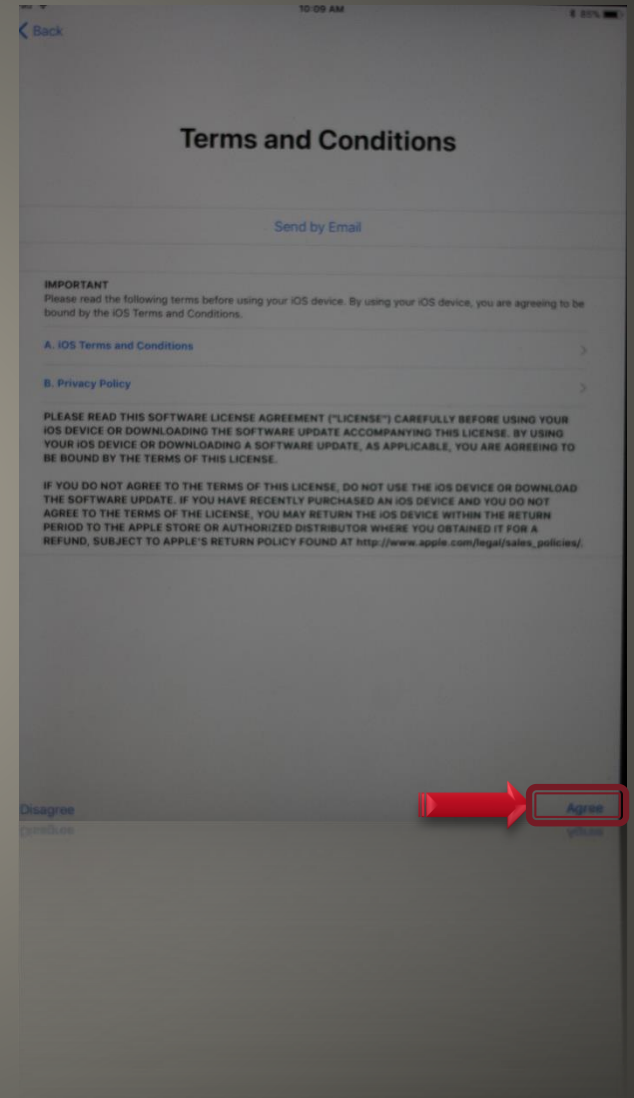 10:09 AM
85%
Back
Terms and Conditions
Send by Email
IMPORTANT
Please read the following terms before using your iOS device. By using your iOS device, you are agreeing to be
bound by the iOS Terms and Conditions.
A. iOS Terms and Conditions
B. Privacy Policy
PLEASE READ THIS SOFTWARE LICENSE AGREEMENT ("LICENSE") CAREFULLY BEFORE USING YOUR
iOS DEVICE OR DOWNLOADING THE SOFTWARE UPDATE ACCOMPANYING THIS LICENSE. BY USING
YOUR iOS DEVICE OR DOWNLOADING A SOFTWARE UPDATE, AS APPLICABLE, YOU ARE AGREEING TO
BE BOUND BY THE TERMS OF THIS LICENSE.
IF YOU DO NOT AGREE TO THE TERMS OF THIS LICENSE, DO NOT USE THE iOS DEVICE OR DOWNLOAD
THE SOFTWARE UPDATE. IF YOU HAVE RECENTLY PURCHASED AN iOS DEVICE AND YOU DO NOT
AGREE TO THE TERMS OF THE LICENSE, YOU MAY RETURN THE iOS DEVICE WITHIN THE RETURN
PERIOD TO THE APPLE STORE OR AUTHORIZED DISTRIBUTOR WHERE YOU OBTAINED IT FOR A
REFUND, SUBJECT TO APPLE'S RETURN POLICY FOUND AT http://www.apple.com/legal/sales_policies/.
Disagree
Agree